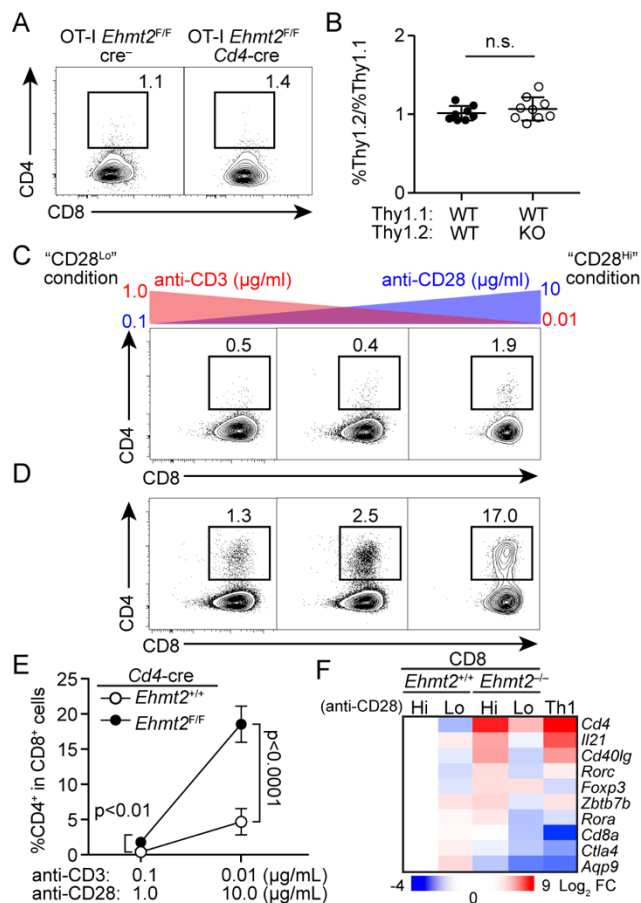 A
OT-I Ehmt2F/F cre–
OT-I Ehmt2F/F Cd4-cre
1.1
1.4
CD4
CD8
B
n.s.
%Thy1.2/%Thy1.1
2
1
0
Thy1.1: WT WT
Thy1.2: WT KO
C
"CD28Lo" condition
"CD28Hi" condition
anti-CD3 (µg/ml)
anti-CD28 (µg/ml)
1.0
0.1
10
0.01
0.5
0.4
1.9
CD4
CD8
D
1.3
2.5
17.0
CD4
CD8
E
Cd4-cre
Ehmt2+/+
Ehmt2F/F
%CD4+ in CD8+ cells
25
20
15
10
5
0
p<0.01
p<0.0001
anti-CD3: 0.1 0.01 (µg/mL)
anti-CD28: 1.0 10.0 (µg/mL)
F
CD8
Ehmt2+/+ Ehmt2–/–
(anti-CD28) Hi Lo Hi Lo Th1
Cd4
Il21
Cd40lg
Rorc
Foxp3
Zbtb7b
Rora
Cd8a
Ctla4
Aqp9
-4 0 9 Log2 FC